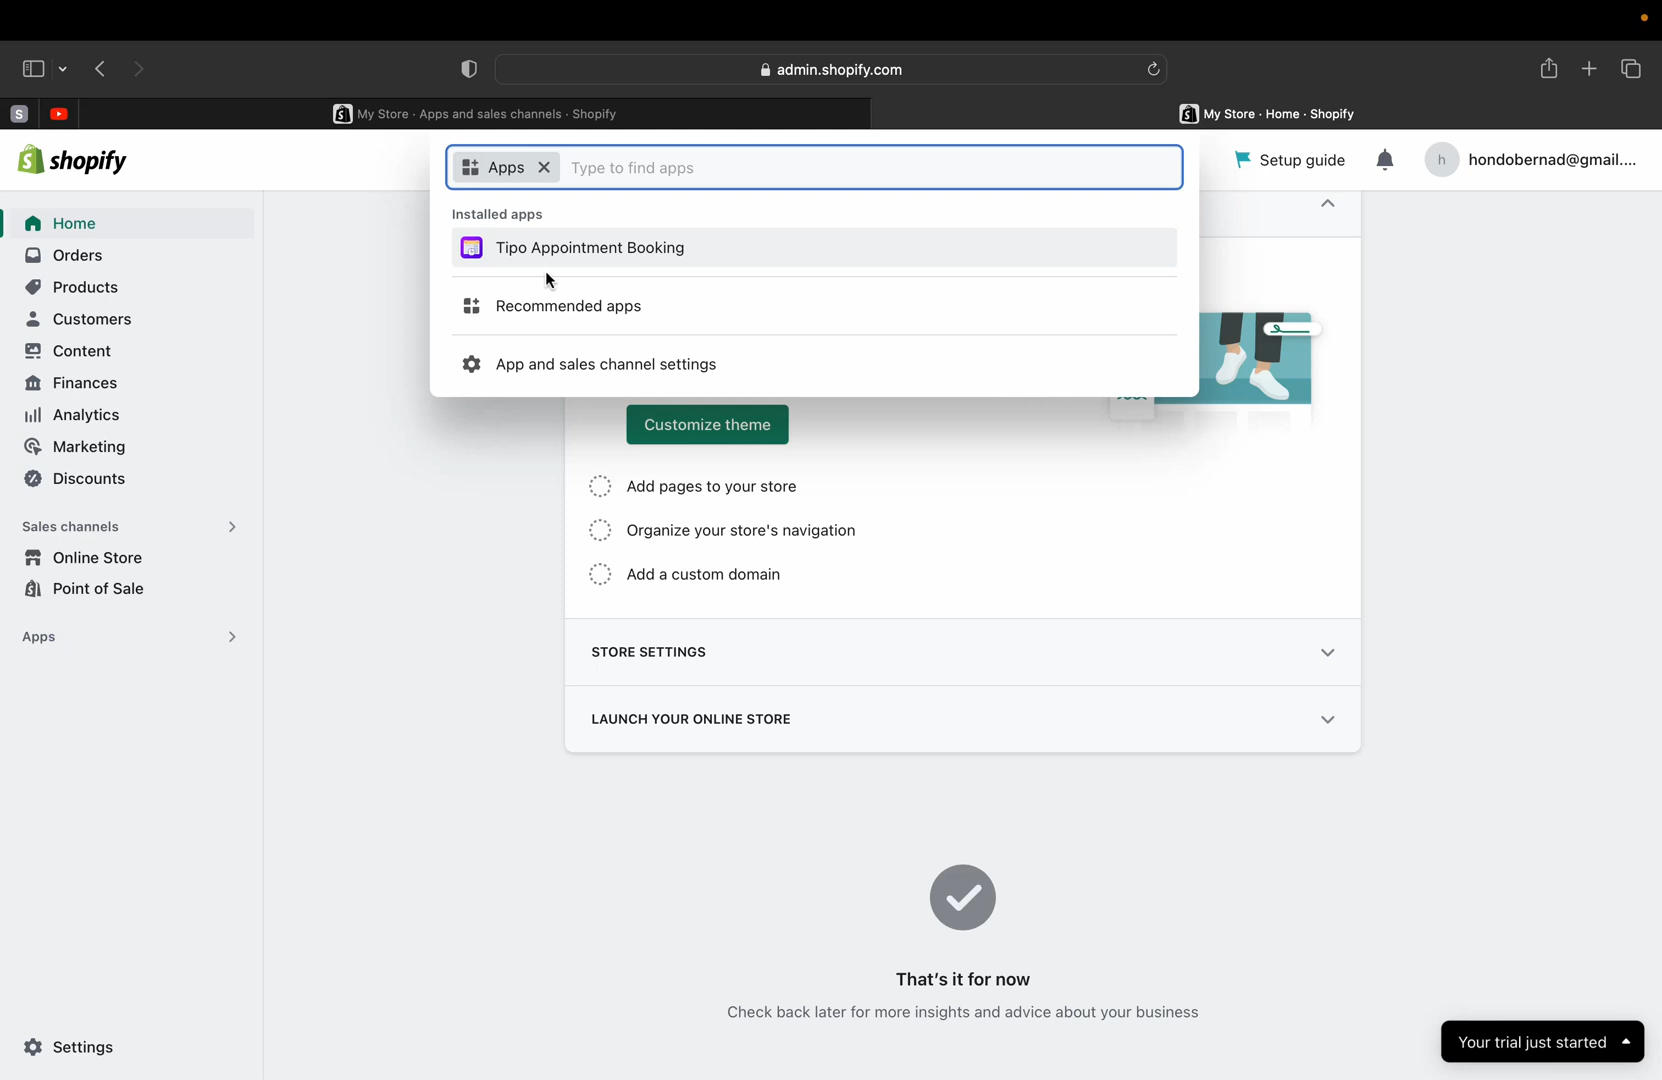 admin.shopify.com
S
My Store · Apps and sales channels · Shopify
My Store · Home · Shopify
shopify
Apps
Type to find apps
Setup guide
h
hondobernad@gmail....
Installed apps
Tipo Appointment Booking
Recommended apps
App and sales channel settings
Home
Orders
Products
Customers
Content
Finances
Analytics
Marketing
Discounts
Sales channels
Online Store
Point of Sale
Apps
Settings
Customize theme
Add pages to your store
Organize your store's navigation
Add a custom domain
STORE SETTINGS
LAUNCH YOUR ONLINE STORE
That's it for now
Check back later for more insights and advice about your business
Your trial just started